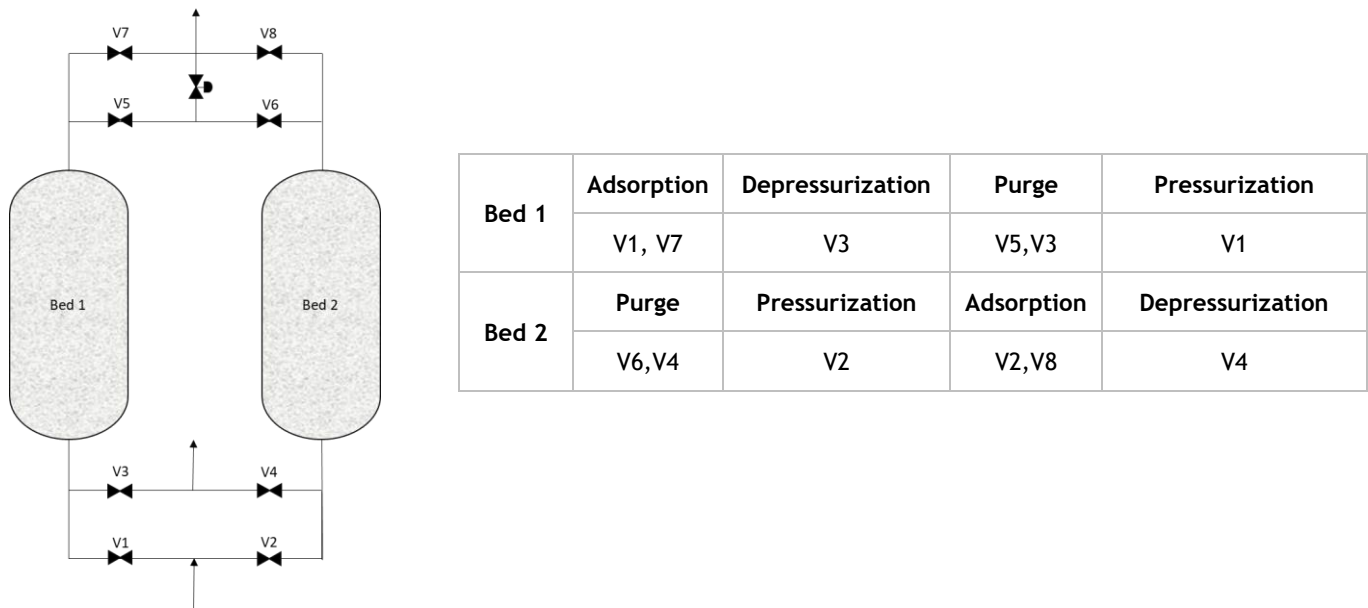 V7 V8
V5 V6
Bed 1 Bed 2
V3 V4
V1 V2
Bed 1 Adsorption Depressurization Purge Pressurization
V1, V7 V3 V5,V3 V1
Bed 2 Purge Pressurization Adsorption Depressurization
V6,V4 V2 V2,V8 V4